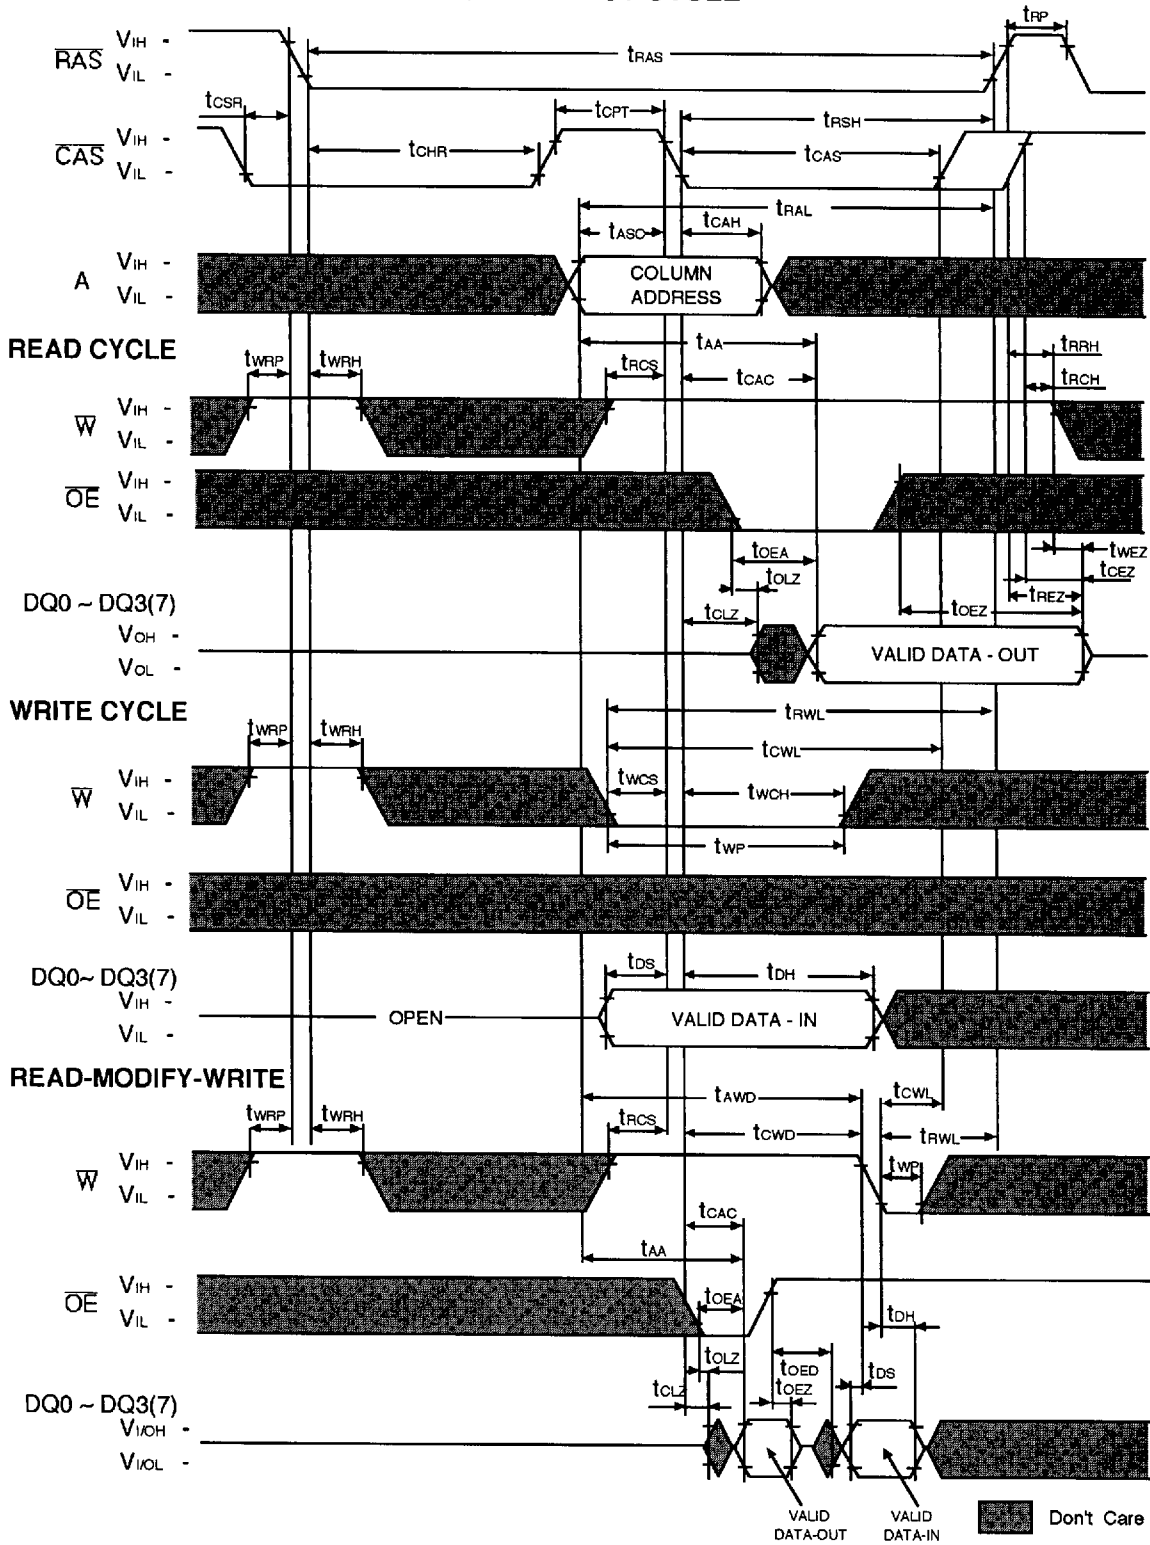 tRP
VIH -
RAS
VIL -
tRAS
tCSR
tCPT
tRSH
VIH -
CAS
VIL -
tCHR
tCAS
tRAL
tASC
tCAH
VIH -
A
VIL -
COLUMN
ADDRESS
READ CYCLE
tAA
tRRH
tWRP
tWRH
tRCS
tCAC
tRCH
VIH -
W
VIL -
VIH -
OE
VIL -
tOEA
tWEZ
tOLZ
tCEZ
tREZ
DQ0 ~ DQ3(7)
tCLZ
tOEZ
VOH -
VOL -
VALID DATA - OUT
WRITE CYCLE
tRWL
tWRP
tWRH
tCWL
VIH -
W
VIL -
tWCS
tWCH
tWP
VIH -
OE
VIL -
tDS
tDH
DQ0~ DQ3(7)
VIH -
VIL -
OPEN
VALID DATA - IN
READ-MODIFY-WRITE
tAWD
tCWL
tWRP
tWRH
tRCS
tCWD
tRWL
VIH -
W
VIL -
tWP
tCAC
tAA
VIH -
OE
VIL -
tOEA
tDH
tOLZ
tOED
tDS
tCLZ
tOEZ
DQ0 ~ DQ3(7)
VI/OH -
VI/OL -
VALID
DATA-OUT
VALID
DATA-IN
Don't Care